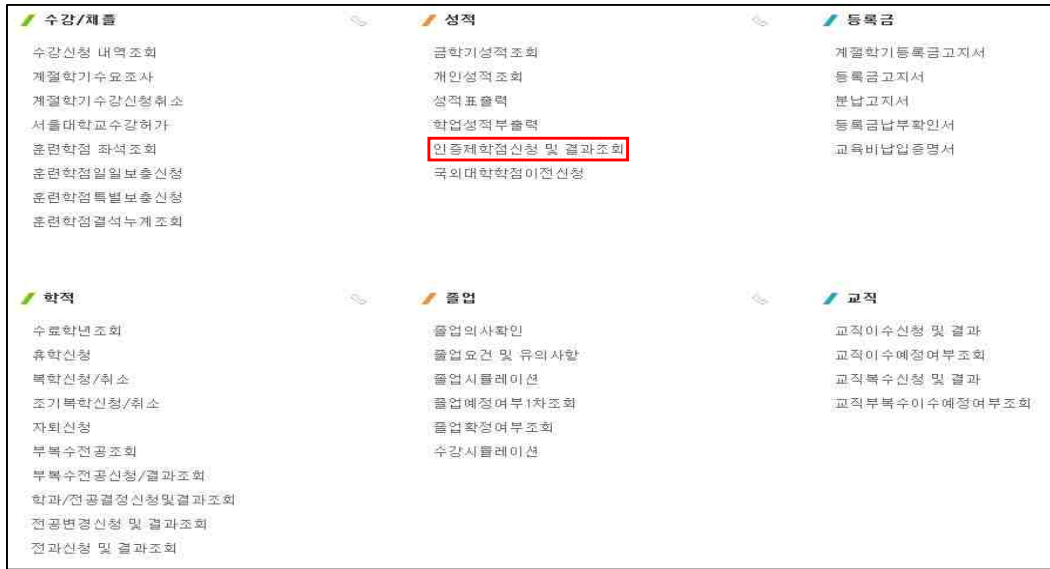 수강/채플
수강신청 내역조회
계절학기수요조사
계절학기수강신청취소
서울대학교수강허가
훈련학점 좌석조회
훈련학점일일보충신청
훈련학점특별보충신청
훈련학점결석누계조회
성적
금학기성적조회
개인성적조회
성적표출력
학업성적부출력
인증제학점신청 및 결과조회
국외대학학점이전신청
등록금
계절학기등록금고지서
등록금고지서
분납고지서
등록금납부확인서
교육비납입증명서
학적
수료학년조회
휴학신청
복학신청/취소
조기복학신청/취소
자퇴신청
부복수전공조회
부복수전공신청/결과조회
학과/전공결정신청및결과조회
전공변경신청 및 결과조회
전과신청 및 결과조회
졸업
졸업의사확인
졸업요건 및 유의사항
졸업시뮬레이션
졸업예정여부1차조회
졸업확정여부조회
수강시뮬레이션
교직
교직이수신청 및 결과
교직이수예정여부조회
교직복수신청 및 결과
교직부복수이수예정여부조회